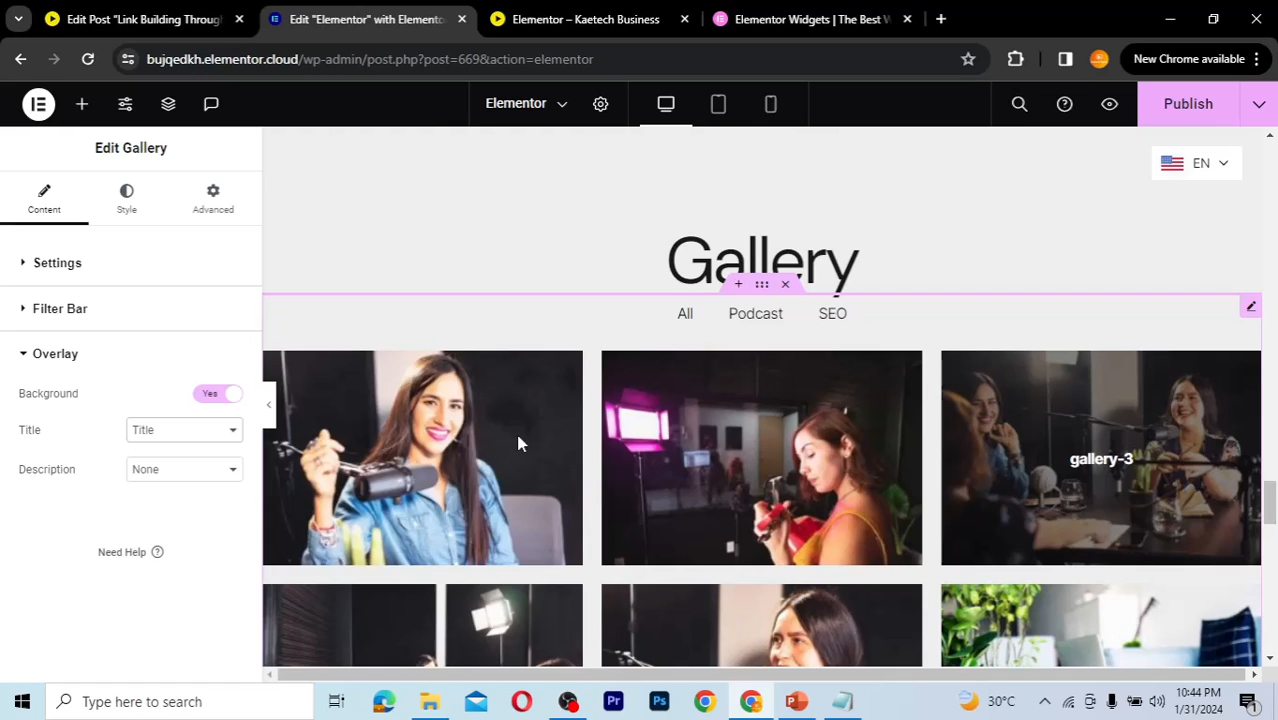 Edit Post "Link Building Throug
Edit "Elementor" with Elemento
Elementor – Kaetech Business
Elementor Widgets | The Best W
bujqedkh.elementor.cloud/wp-admin/post.php?post=669&action=elementor
New Chrome available
Elementor
Publish
Edit Gallery
EN
Content
Style
Advanced
Gallery
Settings
All Podcast SEO
Filter Bar
Overlay
Background Yes
Title Title
gallery-3
Description None
Need Help
Type here to search
Pr
Ps
30°C
10:44 PM
1/31/2024
1